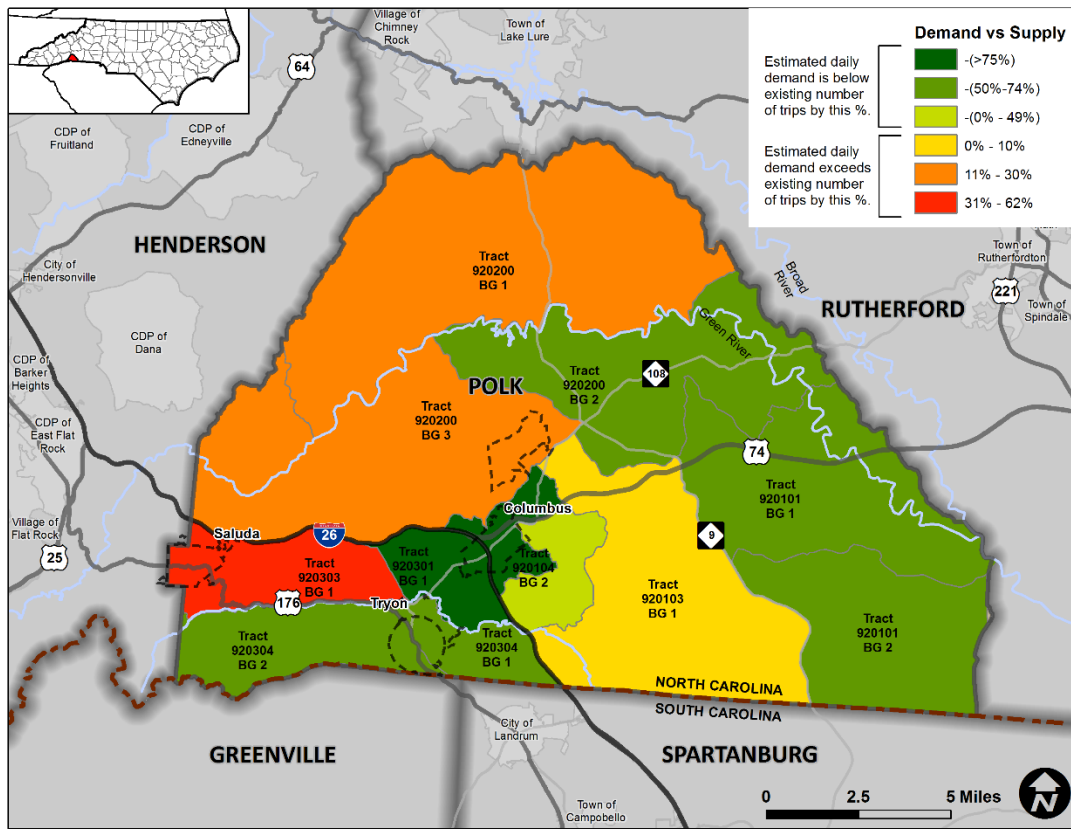 Village of
Chimney
Rock
Town of
Lake Lure
64
CDP of
Fruitland
CDP of
Edneyville
HENDERSON
City of
Hendersonville
CDP of
Dana
CDP of
Barker
Heights
CDP of
East Flat
Rock
Village of
Flat Rock
25
Demand vs Supply
Estimated daily
demand is below
existing number
of trips by this %.
-(>75%)
-(50%-74%)
-(0% - 49%)
Estimated daily
demand exceeds
existing number
of trips by this %.
0% - 10%
11% - 30%
31% - 62%
Town of
Rutherfordton
221
Town of
Spindale
Broad
River
RUTHERFORD
Green River
Tract
920200
BG 1
108
POLK
Tract
920200
BG 2
Tract
920200
BG 3
74
Tract
920101
BG 1
Columbus
Saluda
INTERSTATE
26
9
Tract
920303
BG 1
Tract
920301
BG 1
Tract
920104
BG 2
Tract
920103
BG 1
176
Tryon
Tract
920304
BG 2
Tract
920304
BG 1
Tract
920101
BG 2
NORTH CAROLINA
SOUTH CAROLINA
GREENVILLE
City of
Landrum
SPARTANBURG
Town of
Campobello
0 2.5 5 Miles
N